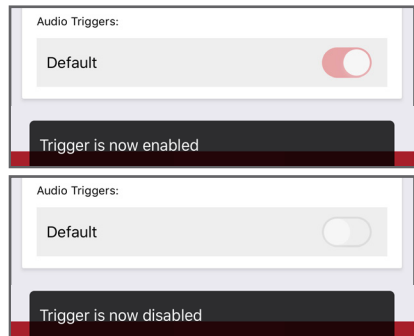 Audio Triggers:
Default
Trigger is now enabled
Audio Triggers:
Default
Trigger is now disabled